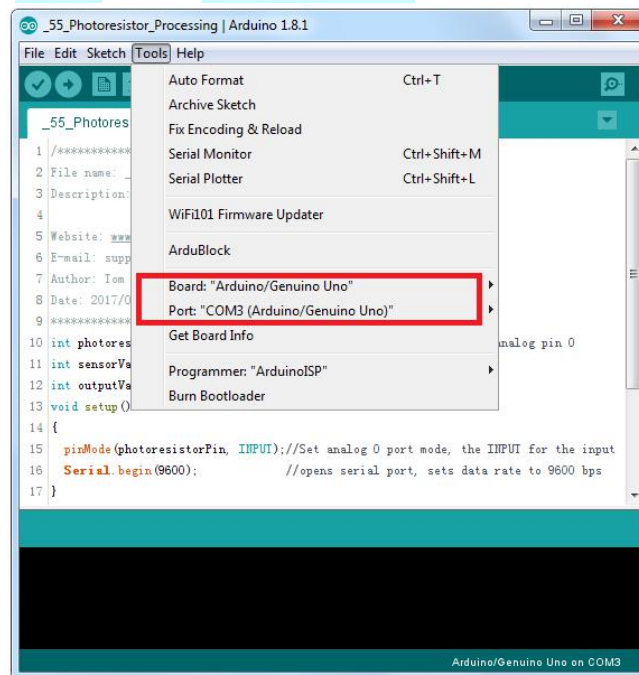 _55_Photoresistor_Processing | Arduino 1.8.1
File Edit Sketch Tools Help
Auto Format Ctrl+T
Archive Sketch
_55_Photores
Fix Encoding & Reload
1 /***********
Serial Monitor Ctrl+Shift+M
2 File name: _
Serial Plotter Ctrl+Shift+L
3 Description:
4
WiFi101 Firmware Updater
5 Website: www
6 E-mail: supp
ArduBlock
7 Author: Tom
Board: "Arduino/Genuino Uno"
8 Date: 2017/0
Port: "COM3 (Arduino/Genuino Uno)"
9 ************
Get Board Info
10 int photores nalog pin 0
11 int sensorVa
Programmer: "ArduinoISP"
12 int outputVa
Burn Bootloader
13 void setup()
14 {
15 pinMode(photoresistorPin, INPUT);//Set analog 0 port mode, the INPUT for the input
16 Serial.begin(9600); //opens serial port, sets data rate to 9600 bps
17 }
Arduino/Genuino Uno on COM3